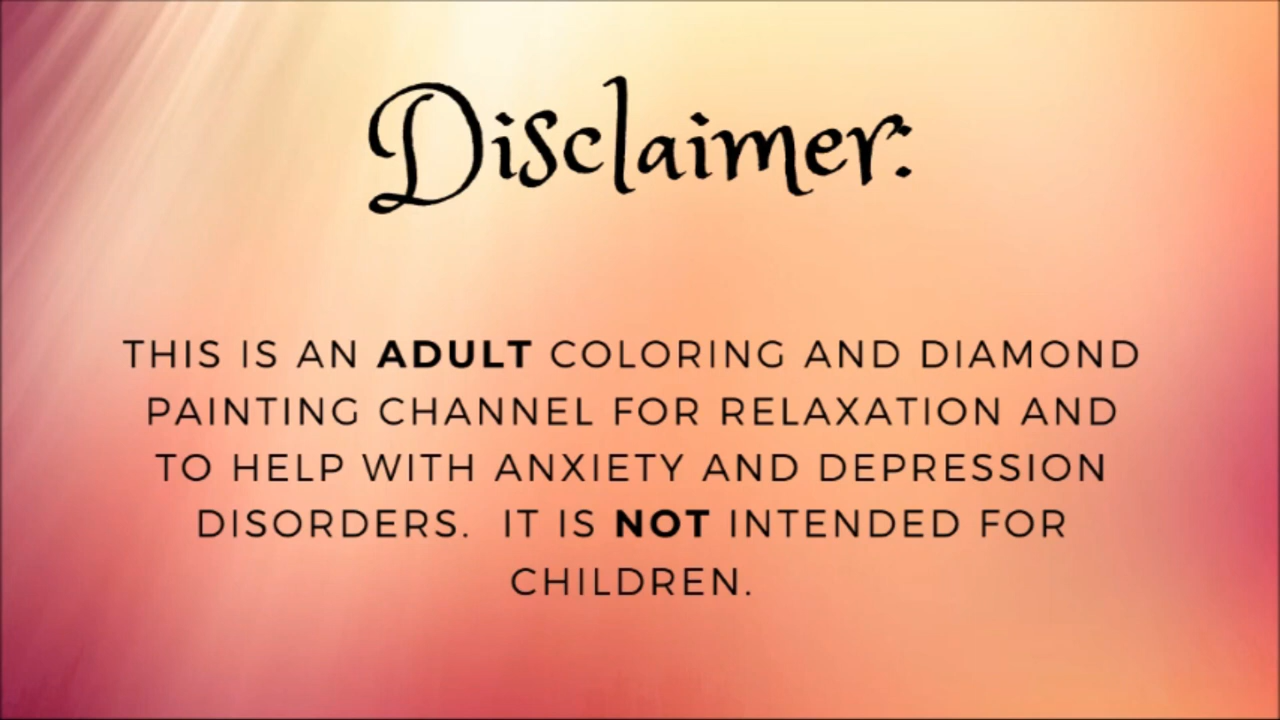 Disclaimer:
THIS IS AN ADULT COLORING AND DIAMOND
PAINTING CHANNEL FOR RELAXATION AND
TO HELP WITH ANXIETY AND DEPRESSION
DISORDERS. IT IS NOT INTENDED FOR
CHILDREN.